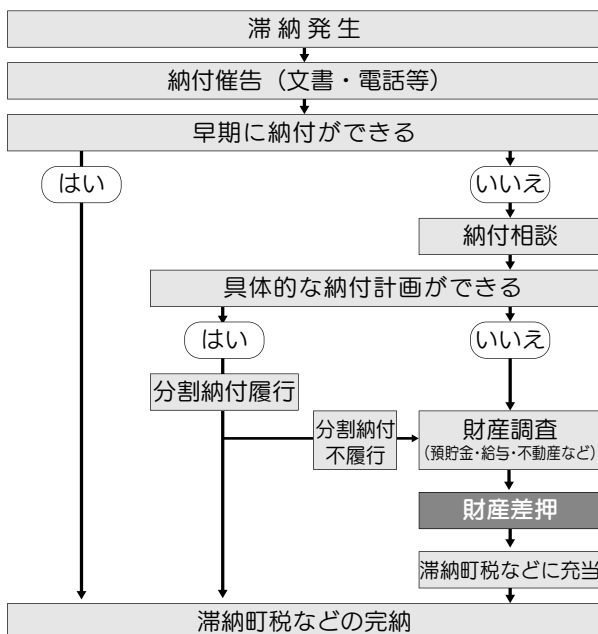 滞納発生
納付催告（文書・電話等）
早期に納付ができる
はい
いいえ
納付相談
具体的な納付計画ができる
はい
いいえ
分割納付履行
分割納付
不履行
財産調査
（預貯金・給与・不動産など）
財産差押
滞納町税などに充当
滞納町税などの完納